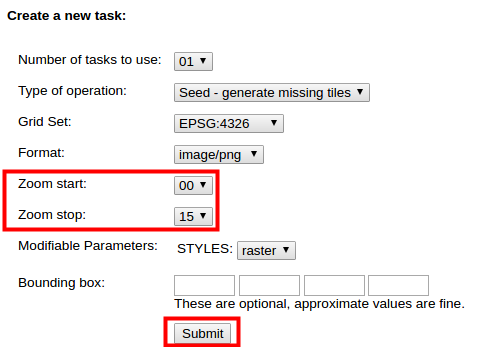 Create a new task:
Number of tasks to use: 01
Type of operation: Seed - generate missing tiles
Grid Set: EPSG:4326
Format: image/png
Zoom start: 00
Zoom stop: 15
Modifiable Parameters: STYLES: raster
Bounding box:
These are optional, approximate values are fine.
Submit